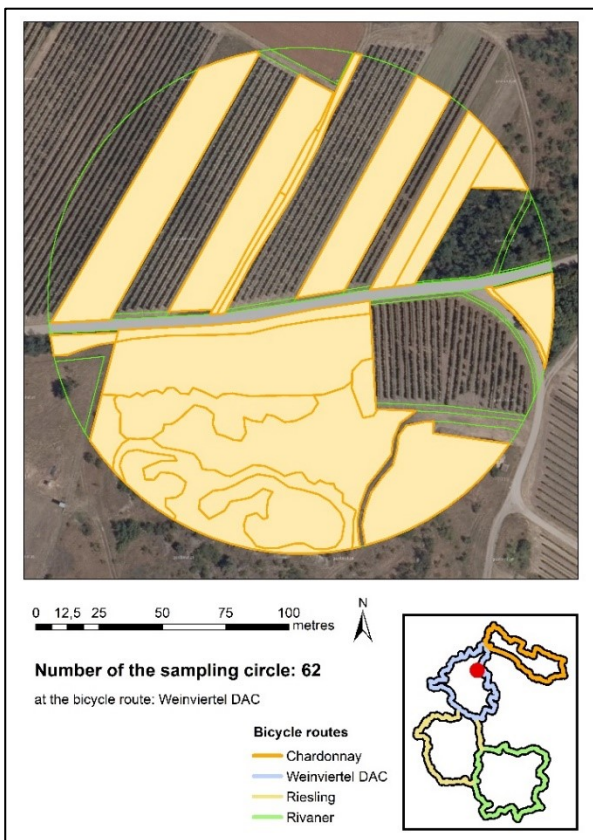 0 12,5 25 50 75 100
metres
N
Number of the sampling circle: 62
at the bicycle route: Weinviertel DAC
Bicycle routes
Chardonnay
Weinviertel DAC
Riesling
Rivaner